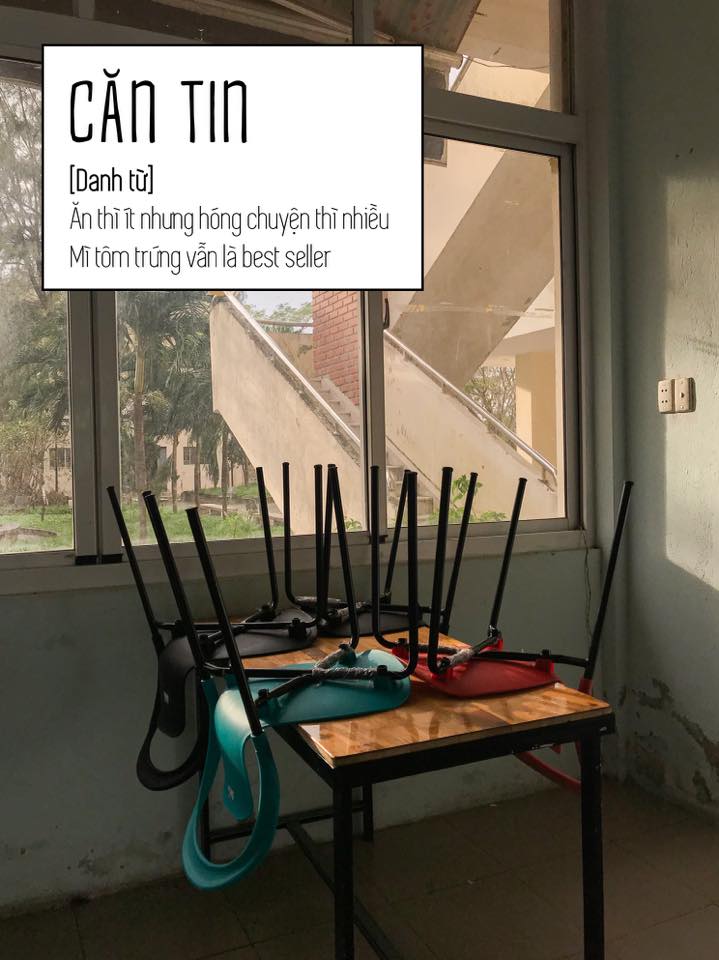 CĂN TIN
[Danh từ]
Ăn thì ít nhưng hóng chuyện thì nhiều
Mì tôm trứng vẫn là best seller